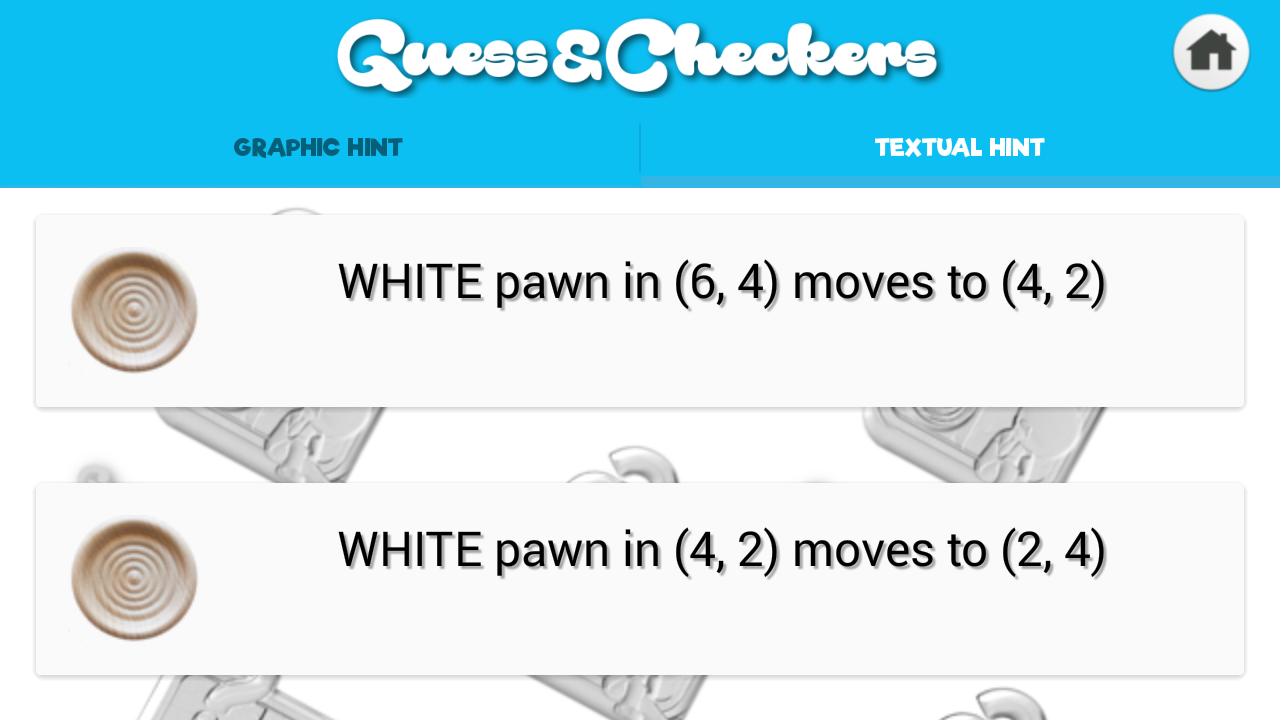 Guess&Checkers
GRAPHIC HINT
TEXTUAL HINT
WHITE pawn in (6, 4) moves to (4, 2)
WHITE pawn in (4, 2) moves to (2, 4)